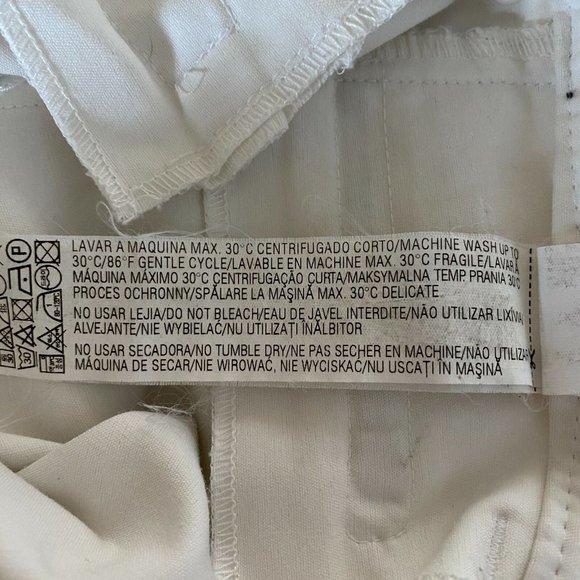 LAVAR A MAQUINA MAX. 30°C CENTRIFUGADO CORTO/MACHINE WASH UP TO
30°C/86°F GENTLE CYCLE/LAVABLE EN MACHINE MAX. 30°C FRAGILE/LAVAR À
MÁQUINA MÁXIMO 30°C CENTRIFUGAÇÃO CURTA/MAKSYMALNA TEMP PRANIA 30°C
PROCES OCHRONNY/SPĂLARE LA MAŞINĂ MAX. 30°C DELICATE
NO USAR LEJIA/DO NOT BLEACH/EAU DE JAVEL INTERDITE/NÃO UTILIZAR LIXÍVIA
ALVEJANTE/NIE WYBIELAĆ/NU UTILIZAȚI ÎNĂLBITOR
NO USAR SECADORA/NO TUMBLE DRY/NE PAS SECHER EN MACHINE/NÃO UTILIZAR
MÁQUINA DE SECAR/NIE WIROWAĆ, NIE WYCISKAĆ/NU USCAȚI ÎN MAŞINĂ